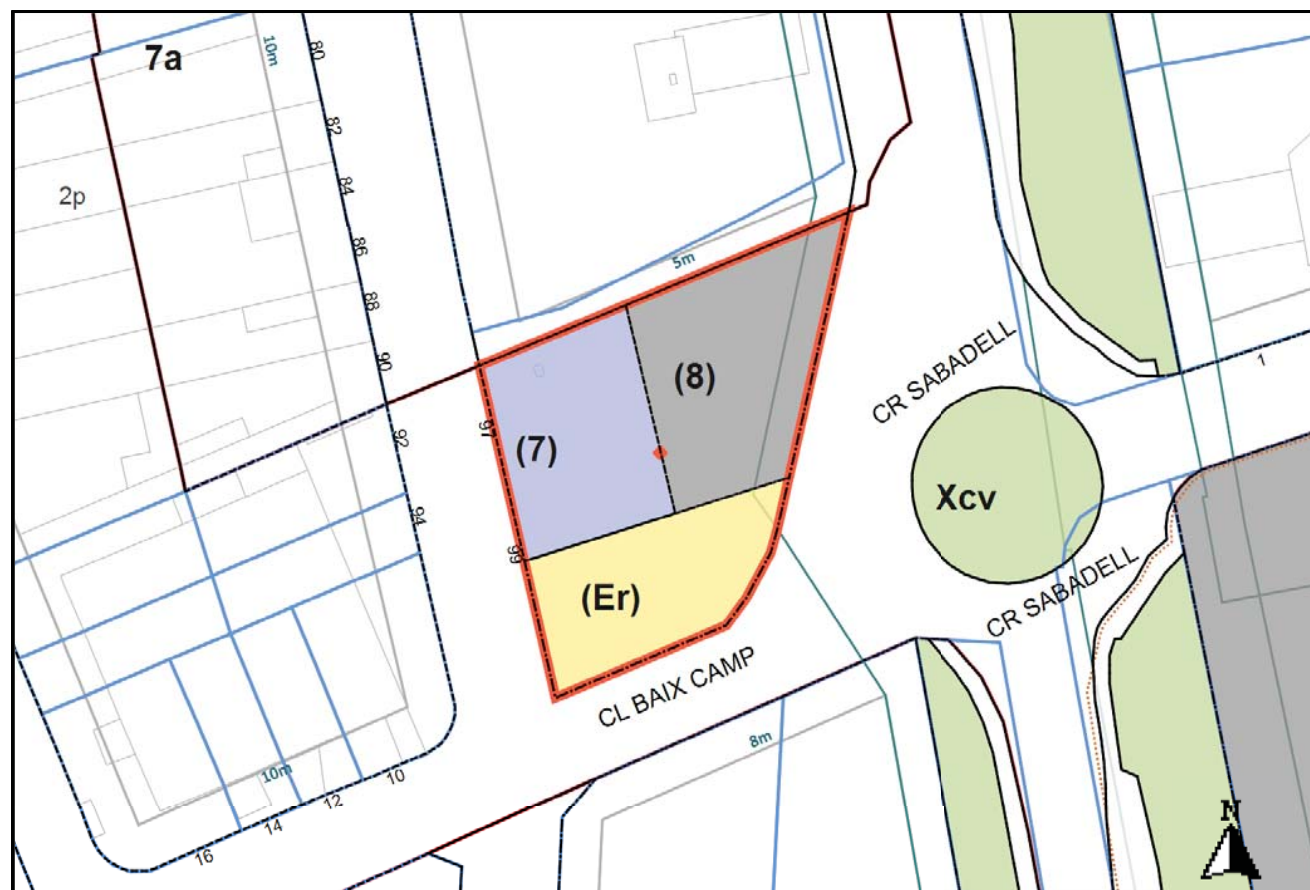 7a
10m
80
82
84
86
88
90
92
94
2p
5m
(8)
(7)
97
99
(Er)
CR SABADELL
Xcv
CR SABADELL
1
CL BAIX CAMP
8m
10m
10
12
14
16
N